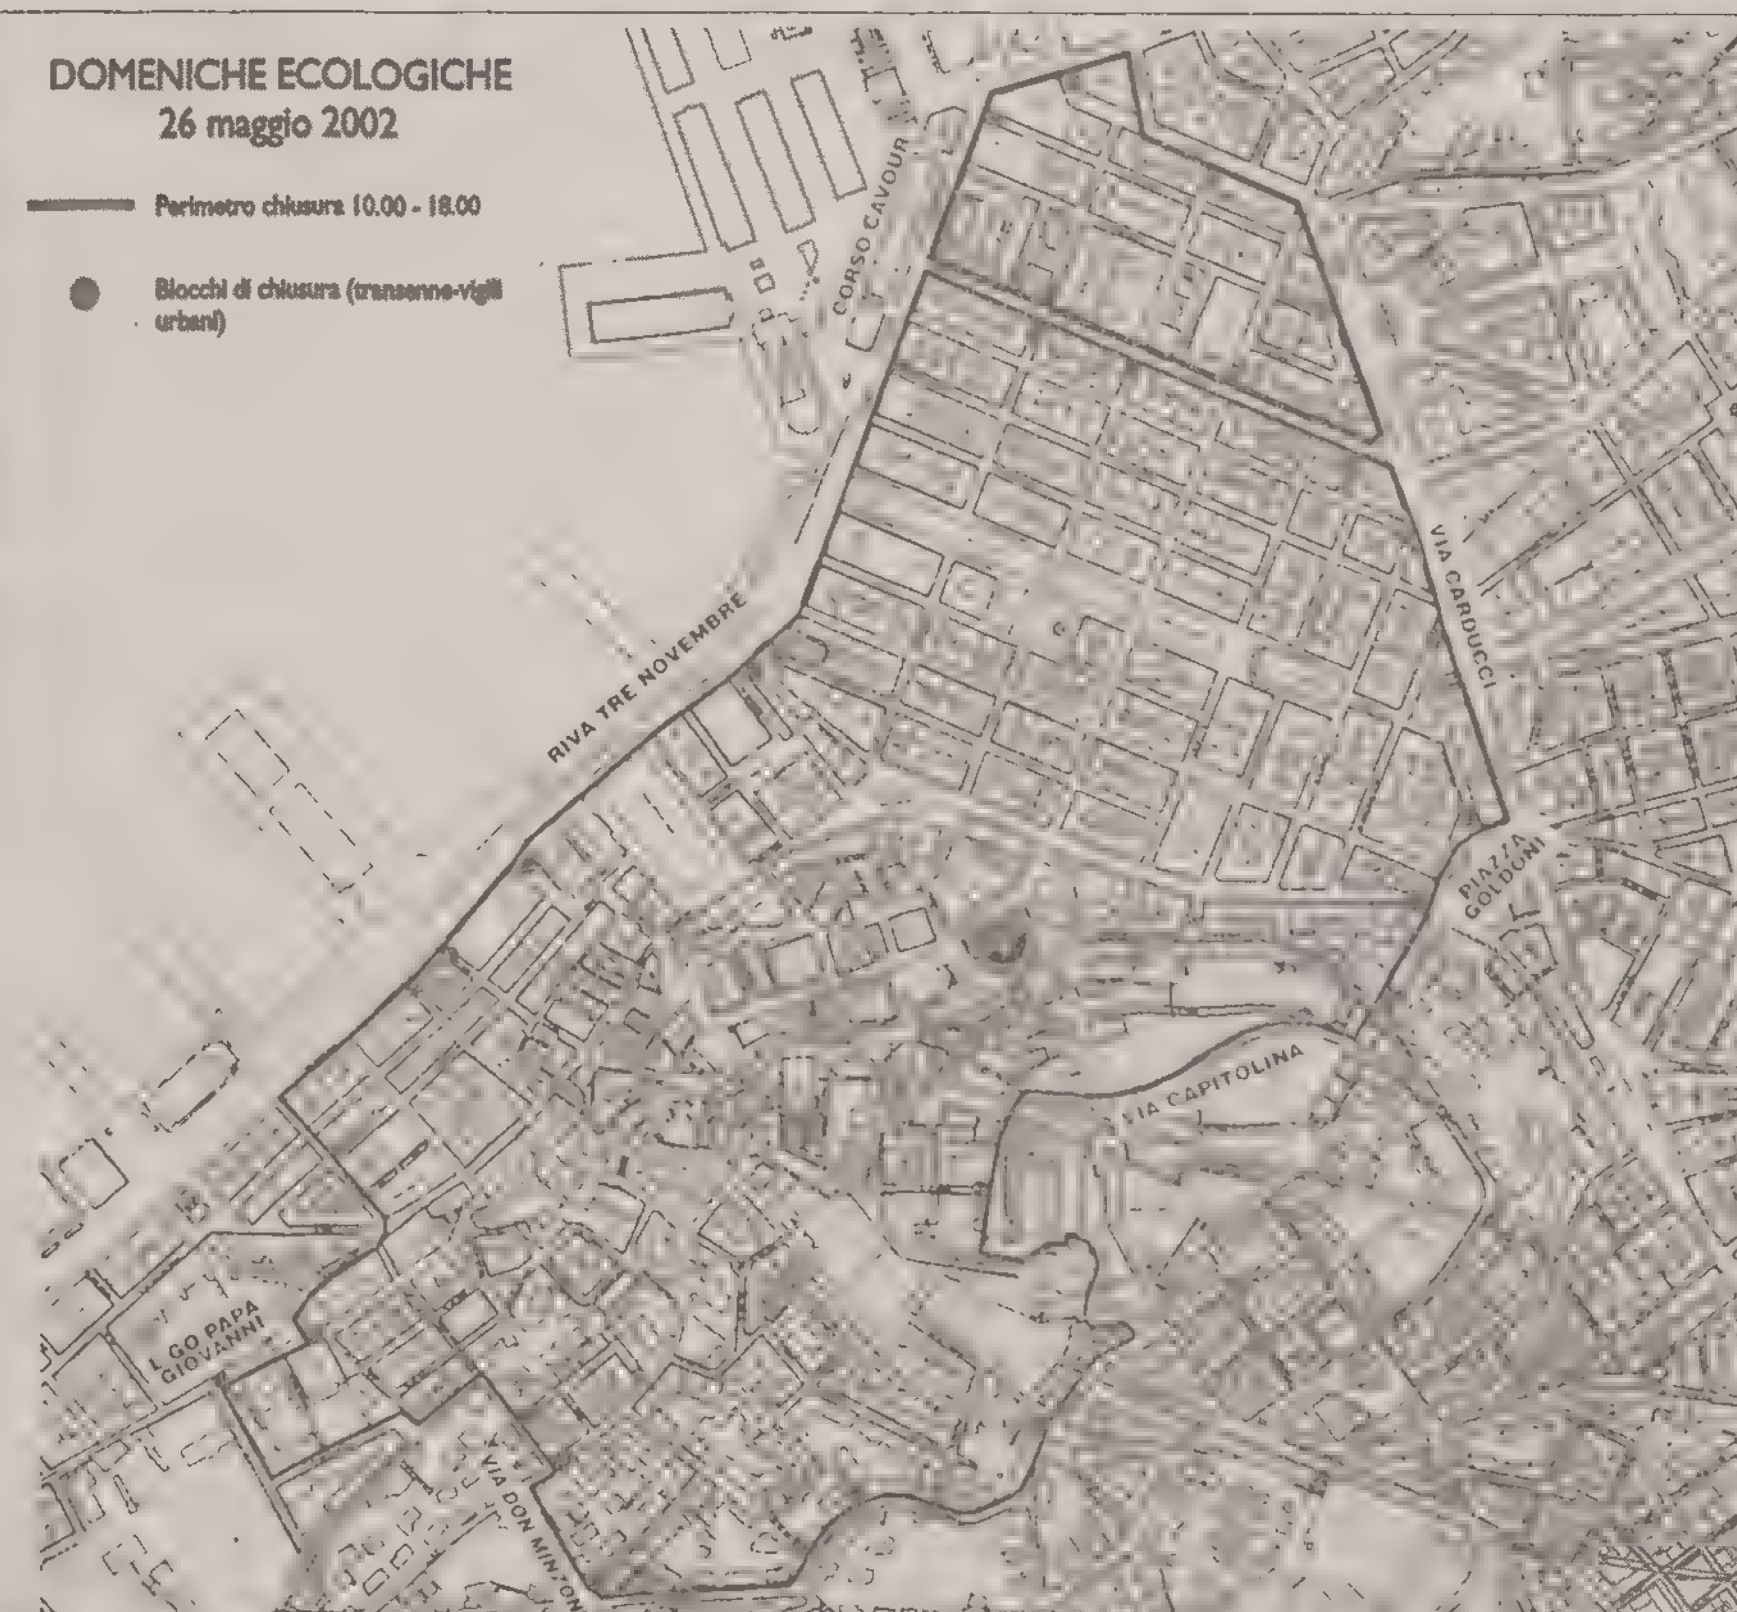 DOMENICHE ECOLOGICHE
26 maggio 2002
Perimetro chiusura 10.00 - 18.00
Blocchi di chiusura (transenne-vigili
urbani)
CORSO CAVOUR
RIVA TRE NOVEMBRE
VIA CARDUCCI
PIAZZA
GOLDONI
VIA CAPITOLINA
L GO PAPA
GIOVANNI
VIA DON MINZON